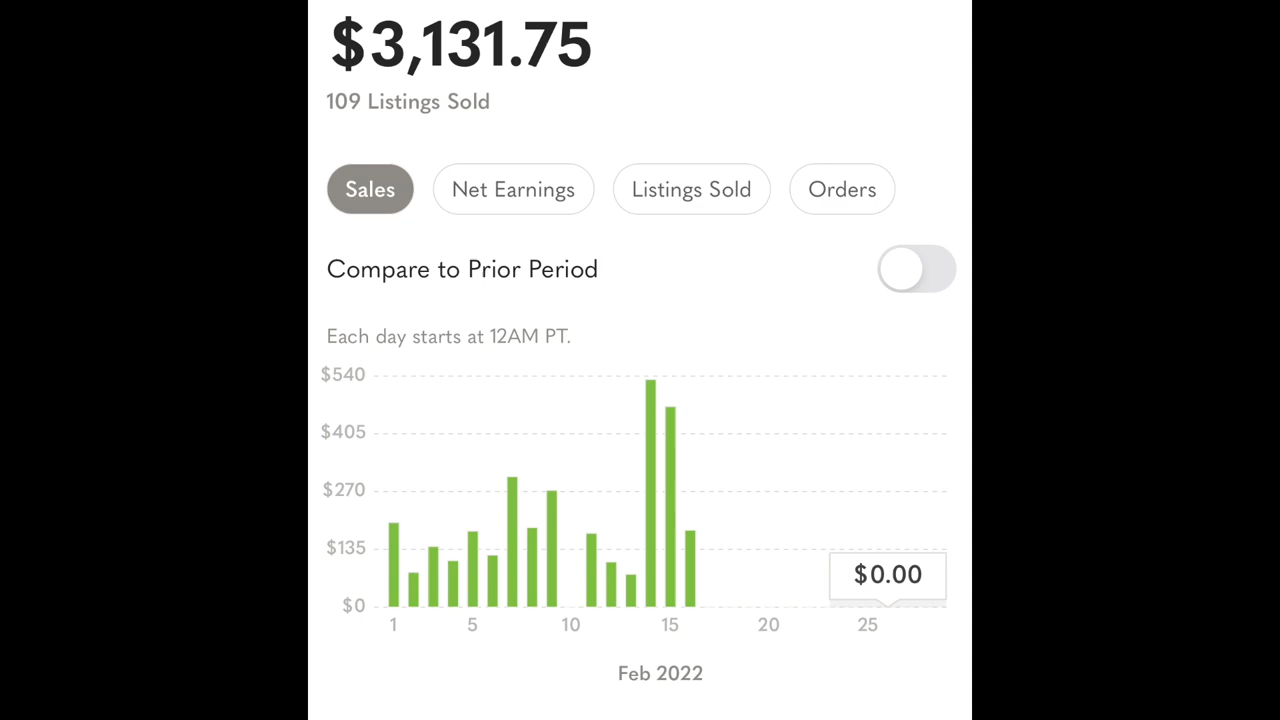 $3,131.75
109 Listings Sold
Sales Net Earnings Listings Sold Orders
Compare to Prior Period
Each day starts at 12AM PT.
$540
$405
$270
$135
$0.00
$0
1 5 10 15 20 25
Feb 2022